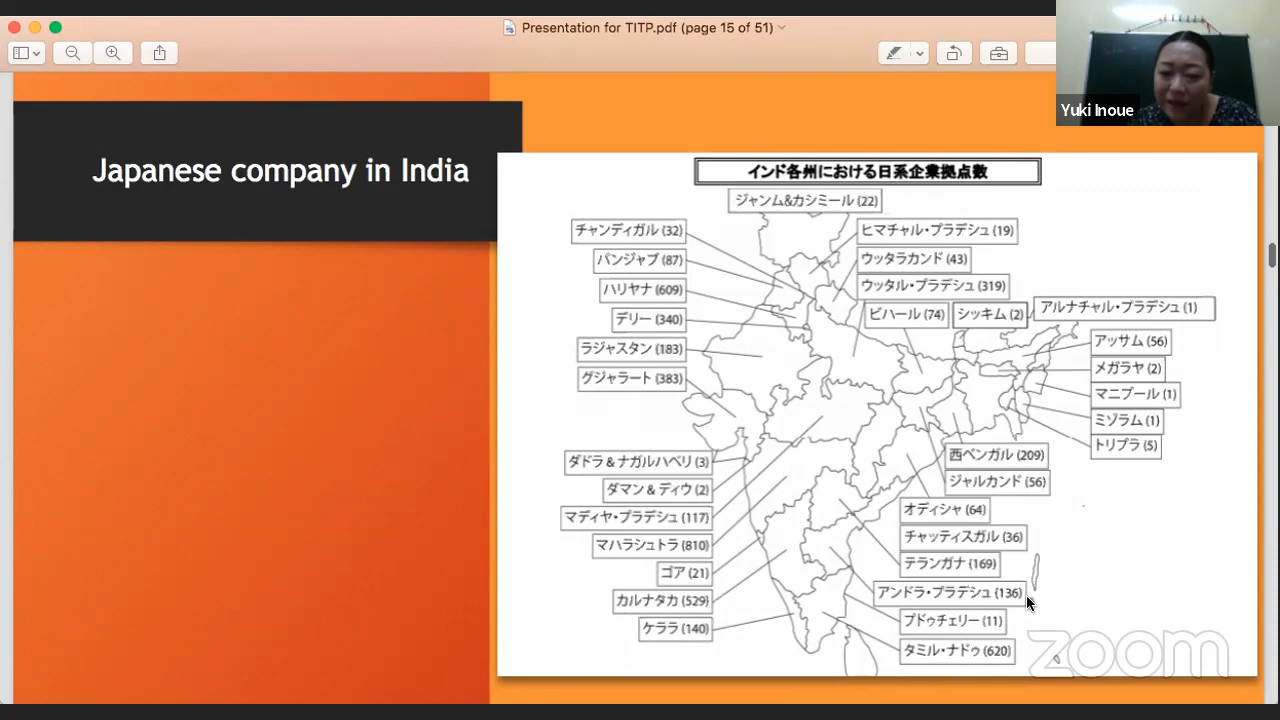 Presentation for TITP.pdf (page 15 of 51)
Yuki Inoue
Japanese company in India
インド各州における日系企業拠点数
ジャンム&カシミール (22)
チャンディガル (32)
パンジャブ (87)
ハリヤナ (609)
デリー (340)
ラジャスタン (183)
グジャラート (383)
ヒマチャル・プラデシュ (19)
ウッタラカンド (43)
ウッタル・プラデシュ (319)
ビハール (74)
シッキム (2)
アルナチャル・プラデシュ (1)
アッサム (56)
メガラヤ (2)
マニプール (1)
ミゾラム (1)
トリプラ (5)
ダドラ & ナガルハベリ (3)
ダマン & ディウ (2)
マディヤ・プラデシュ (117)
マハラシュトラ (810)
ゴア (21)
カルナタカ (529)
ケララ (140)
西ベンガル (209)
ジャルカンド (56)
オディシャ (64)
チャッティスガル (36)
テランガナ (169)
アンドラ・プラデシュ (136)
プドゥチェリー (11)
タミル・ナドゥ (620)
zoom